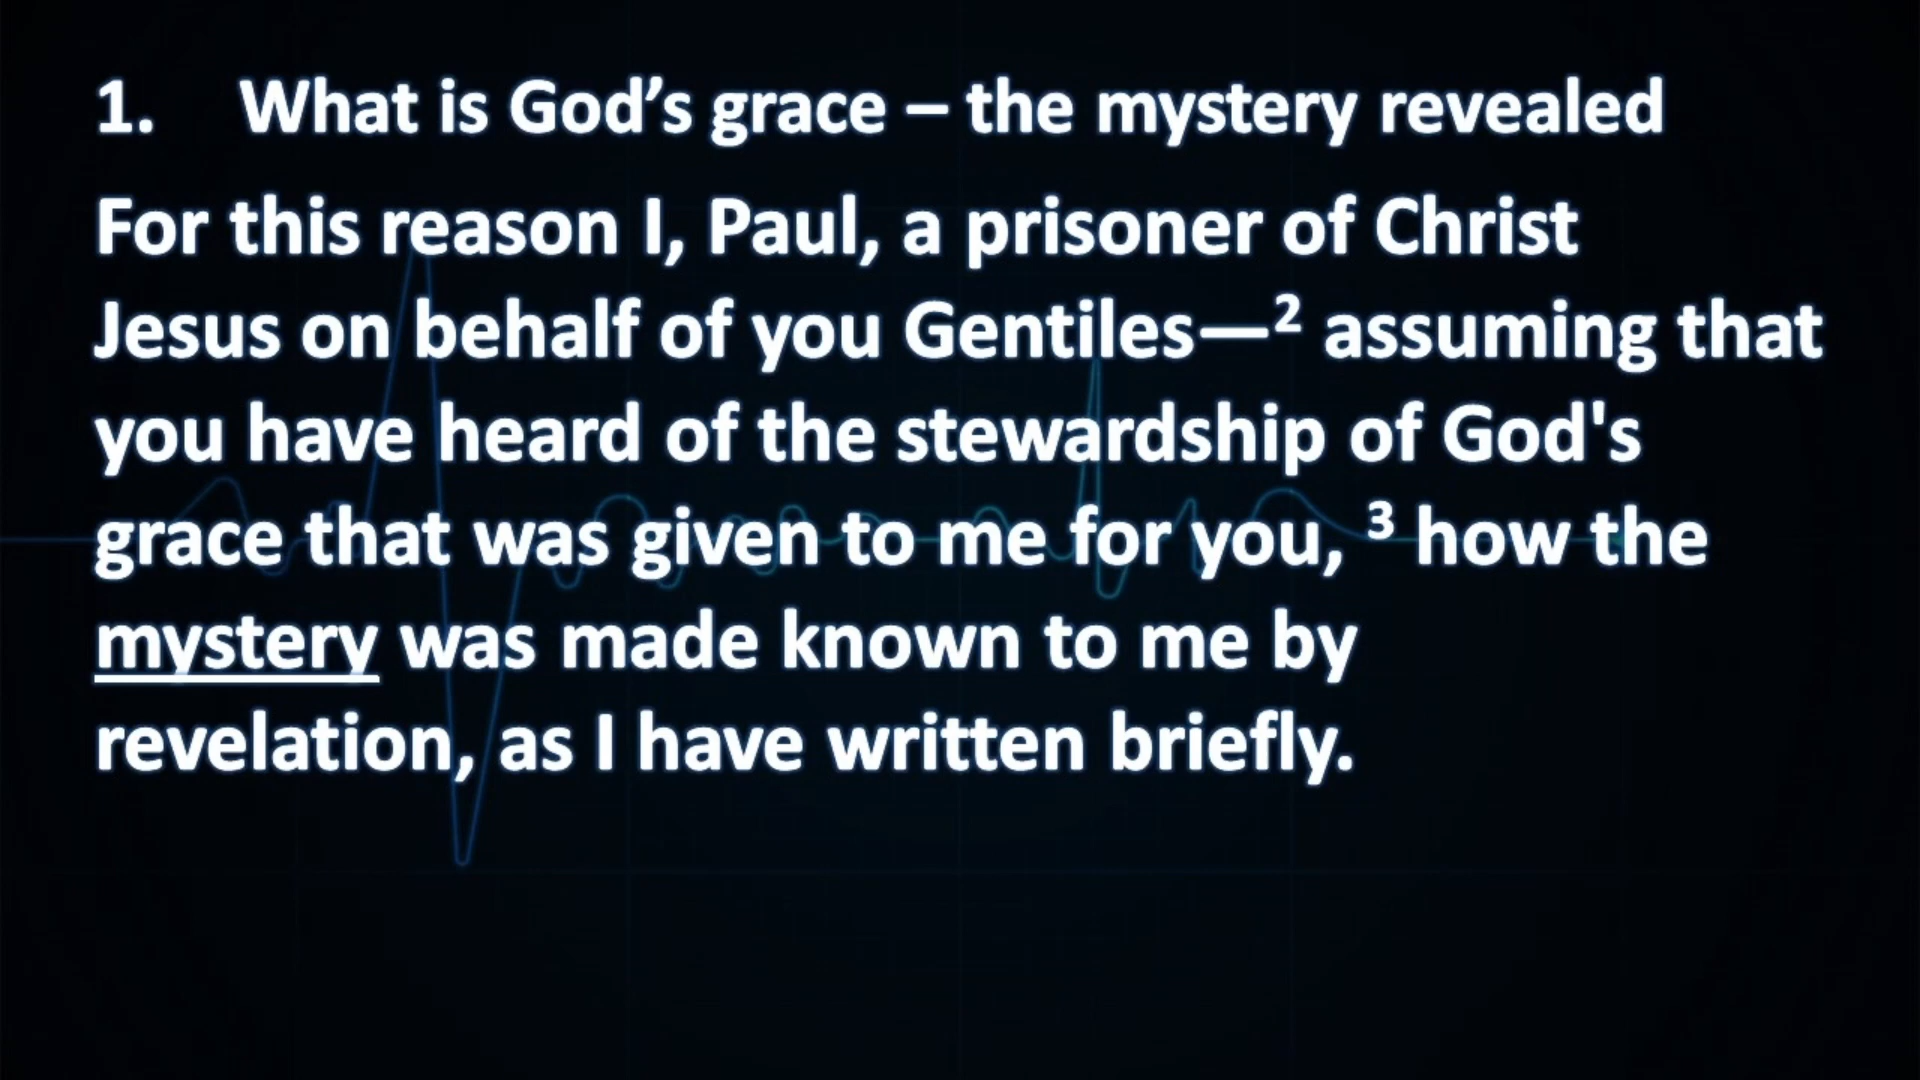 1. What is God’s grace – the mystery revealed
For this reason I, Paul, a prisoner of Christ
Jesus on behalf of you Gentiles—² assuming that
you have heard of the stewardship of God's
grace that was given to me for you, ³ how the
mystery was made known to me by
revelation, as I have written briefly.